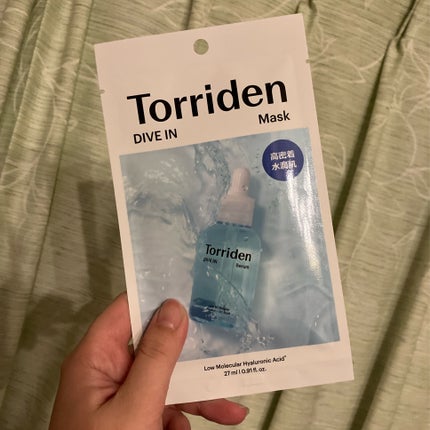 Torriden
DIVE IN Mask
高密着
水潤肌
Torriden
DIVE IN Serum
Low Molecular Hyaluronic Acid*
27 ml / 0.91 fl. oz.